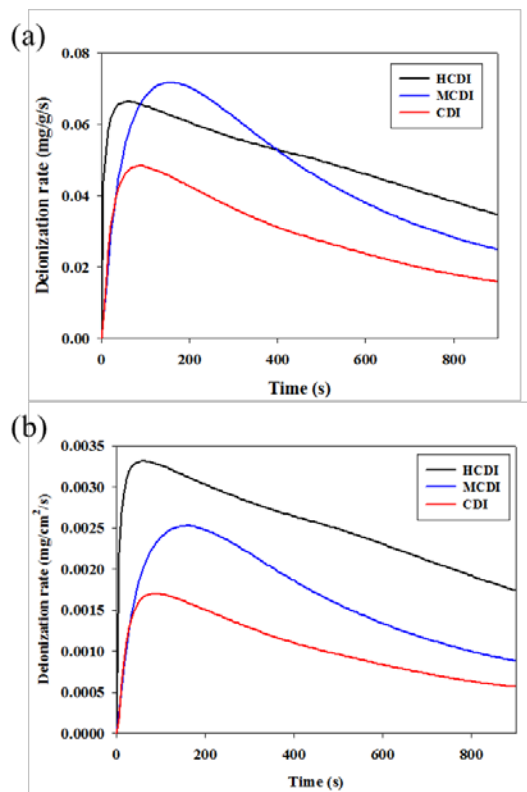 (a)
0.08
0.06
0.04
0.02
0.00
Deionization rate (mg/g/s)
HCDI
MCDI
CDI
0 200 400 600 800
Time (s)
(b)
0.0035
0.0030
0.0025
0.0020
0.0015
0.0010
0.0005
0.0000
Deionization rate (mg/cm²/s)
HCDI
MCDI
CDI
0 200 400 600 800
Time (s)